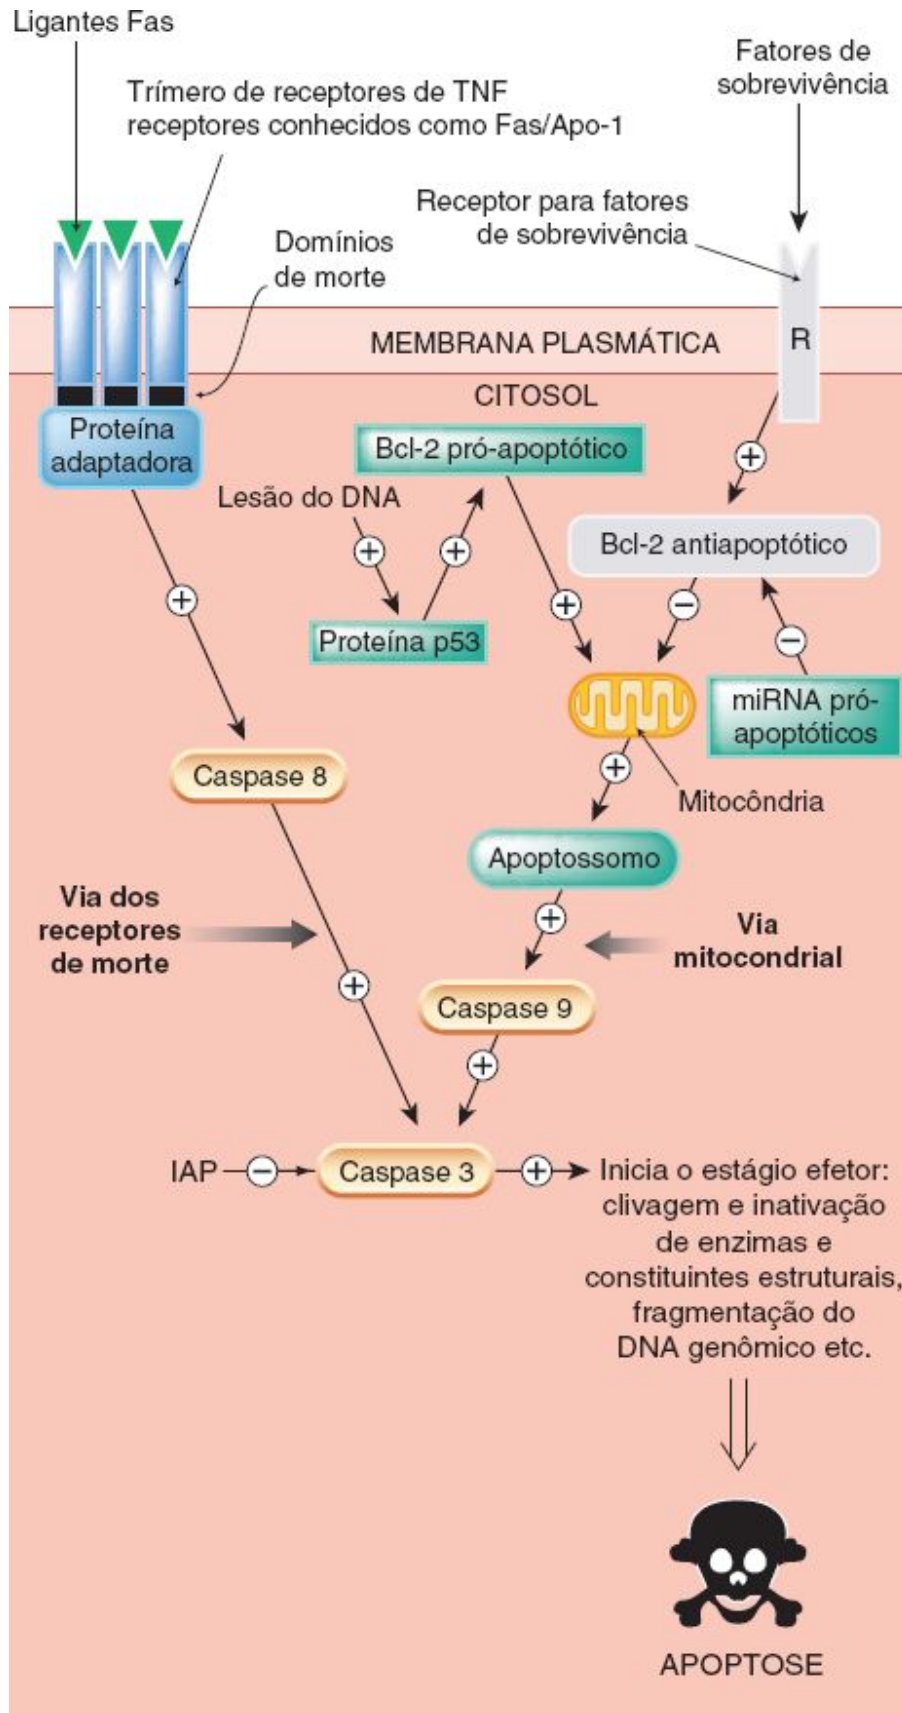 Ligantes Fas
Trímero de receptores de TNF
receptores conhecidos como Fas/Apo-1
Fatores de
sobrevivência
Receptor para fatores
de sobrevivência
Domínios
de morte
MEMBRANA PLASMÁTICA
R
CITOSOL
Proteína
adaptadora
Bcl-2 pró-apoptótico
+
Lesão do DNA
+
+
Bcl-2 antiapoptótico
+
+
−
−
Proteína p53
miRNA pró-
apoptóticos
Caspase 8
+
Mitocôndria
Apoptossomo
Via dos
receptores
de morte
+
Via
mitocondrial
+
Caspase 9
+
IAP
−
Caspase 3
+
Inicia o estágio efetor:
clivagem e inativação
de enzimas e
constituintes estruturais,
fragmentação do
DNA genômico etc.
APOPTOSE